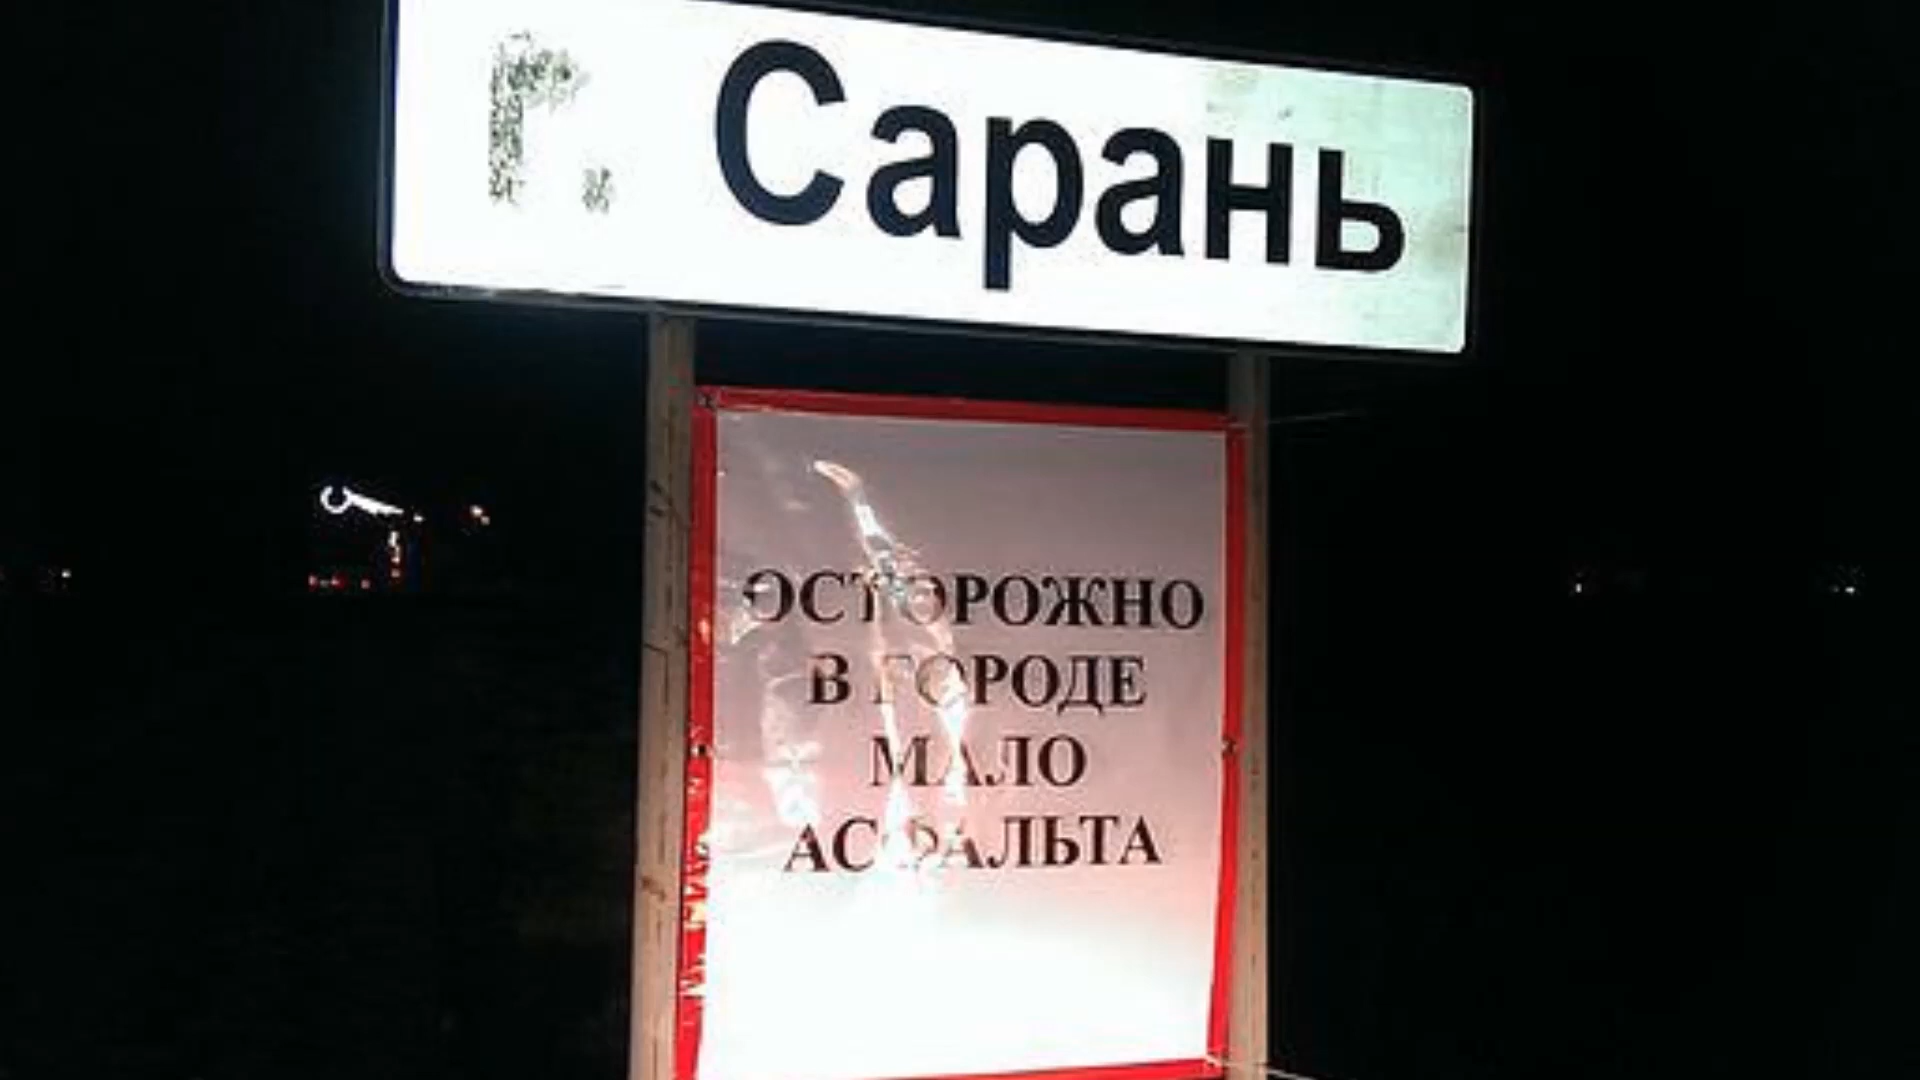 г. Сарань
ОСТОРОЖНО
В ГОРОДЕ
МАЛО
АСФАЛЬТА